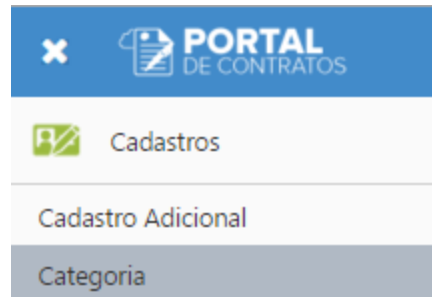 PORTAL
DE CONTRATOS
Cadastros
Cadastro Adicional
Categoria